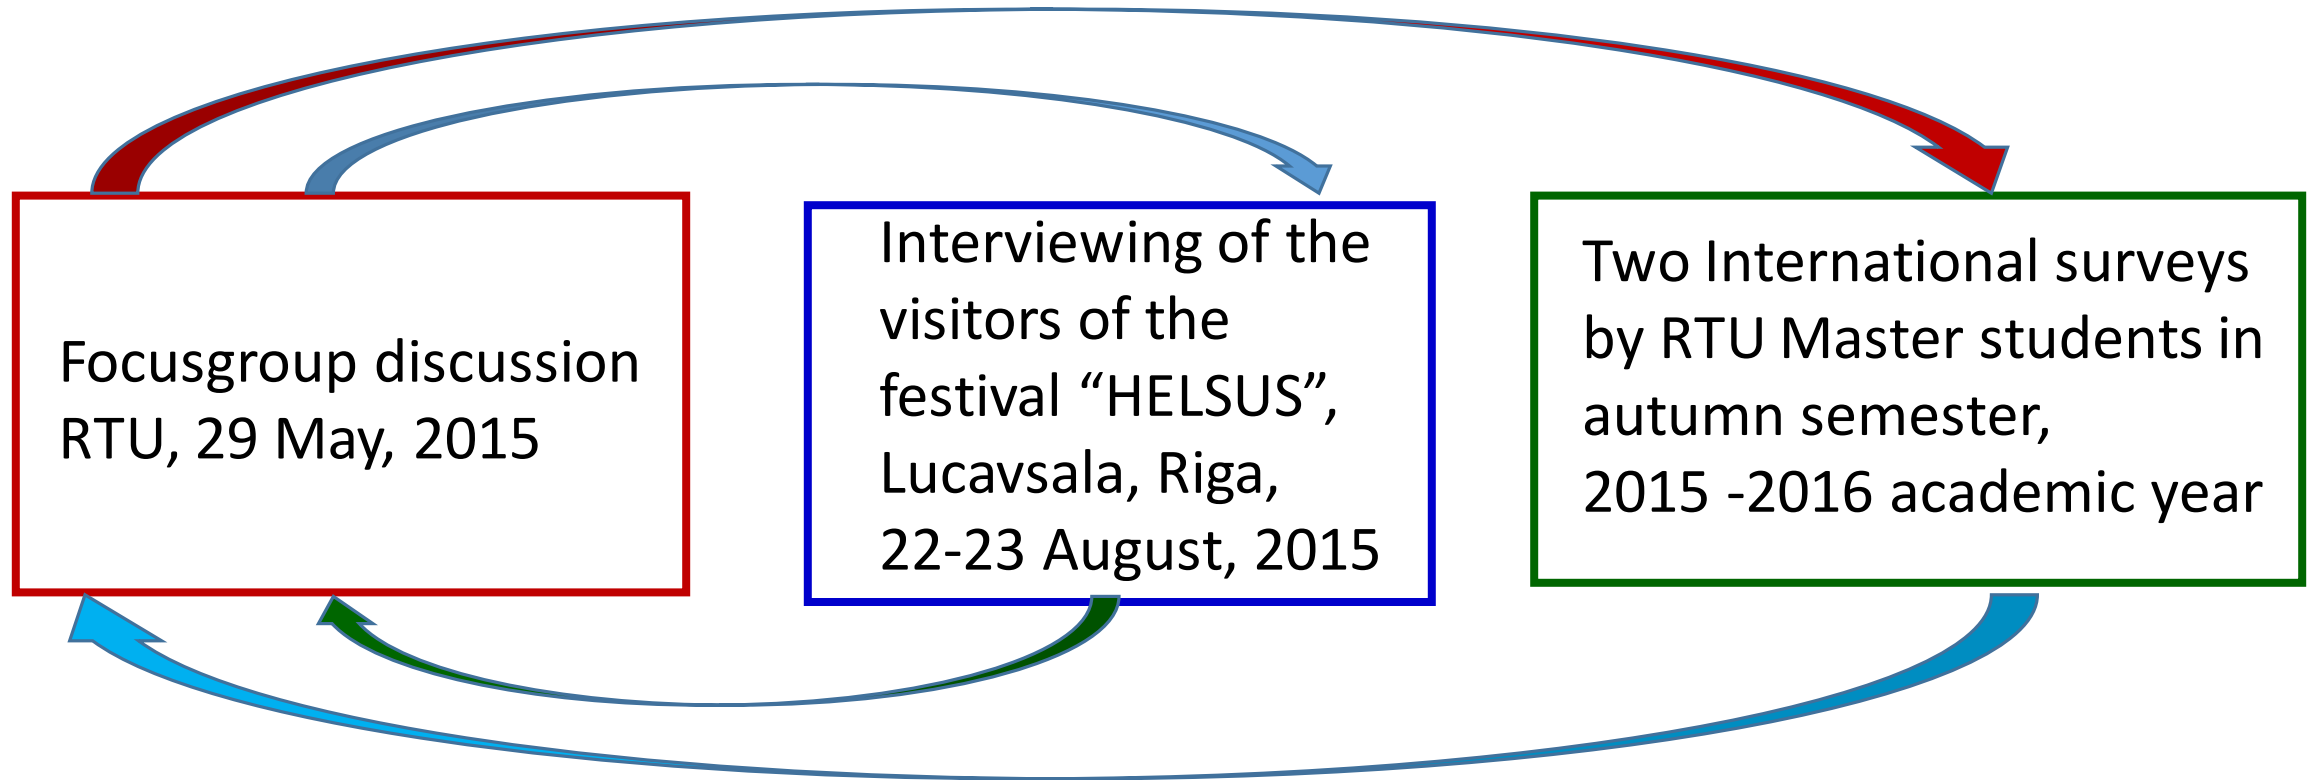 Focusgroup discussion
RTU, 29 May, 2015
Interviewing of the
visitors of the
festival “HELSUS”,
Lucavsala, Riga,
22-23 August, 2015
Two International surveys
by RTU Master students in
autumn semester,
2015 -2016 academic year